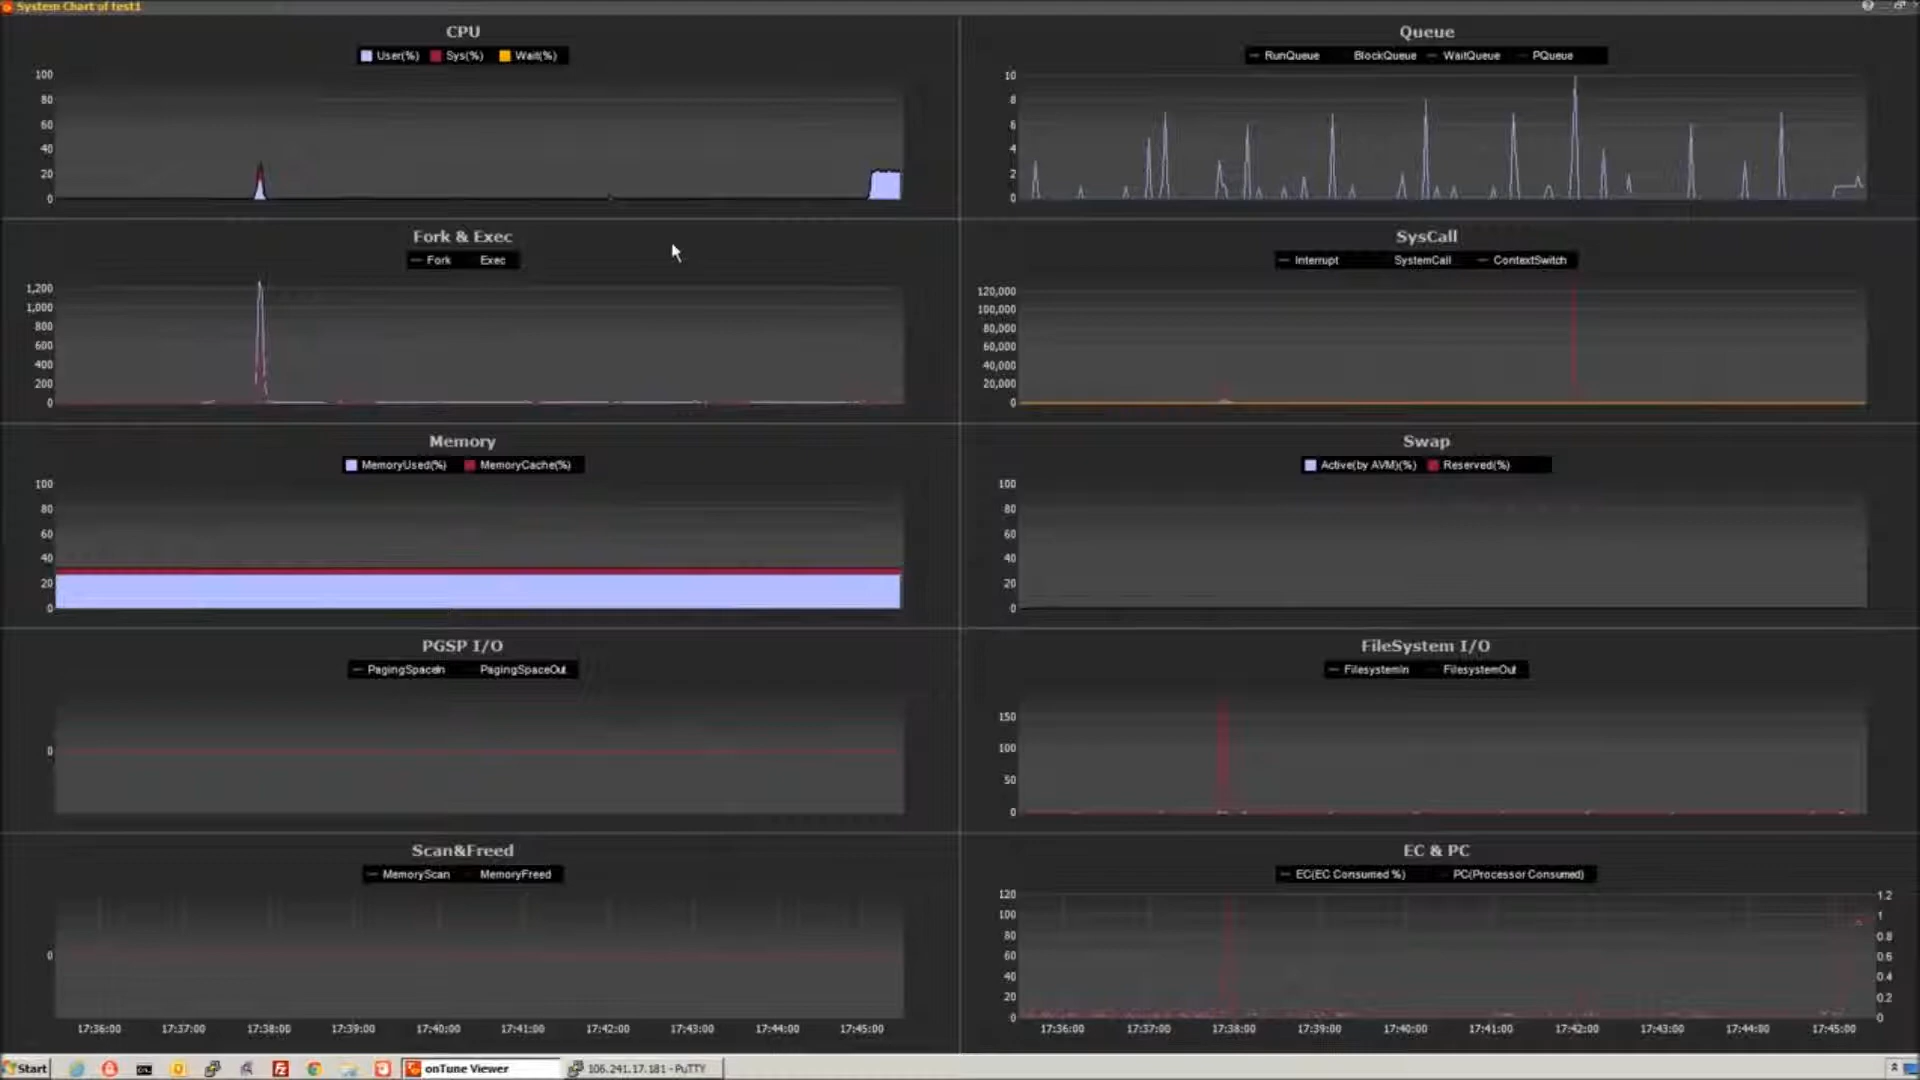 System Chart of test1
CPU
User(%) Sys(%) Wait(%)
100
80
60
40
20
0
Queue
RunQueue BlockQueue WaitQueue PQueue
10
8
6
4
2
0
Fork & Exec
Fork Exec
1,200
1,000
800
600
400
200
0
SysCall
Interrupt SystemCall ContextSwitch
120,000
100,000
80,000
60,000
40,000
20,000
0
Memory
MemoryUsed(%) MemoryCache(%)
100
80
60
40
20
0
Swap
Active(by AVM)(%) Reserved(%)
100
80
60
40
20
0
PGSP I/O
PagingSpaceIn PagingSpaceOut
0
FileSystem I/O
FilesystemIn FilesystemOut
150
100
50
0
Scan&Freed
MemoryScan MemoryFreed
0
17:36:00 17:37:00 17:38:00 17:39:00 17:40:00 17:41:00 17:42:00 17:43:00 17:44:00 17:45:00
EC & PC
EC(EC Consumed %) PC(Processor Consumed)
120
100
80
60
40
20
0
1.2
1
0.8
0.6
0.4
0.2
0
17:36:00 17:37:00 17:38:00 17:39:00 17:40:00 17:41:00 17:42:00 17:43:00 17:44:00 17:45:00
Start onTune Viewer 106.241.17.181 - PuTTY